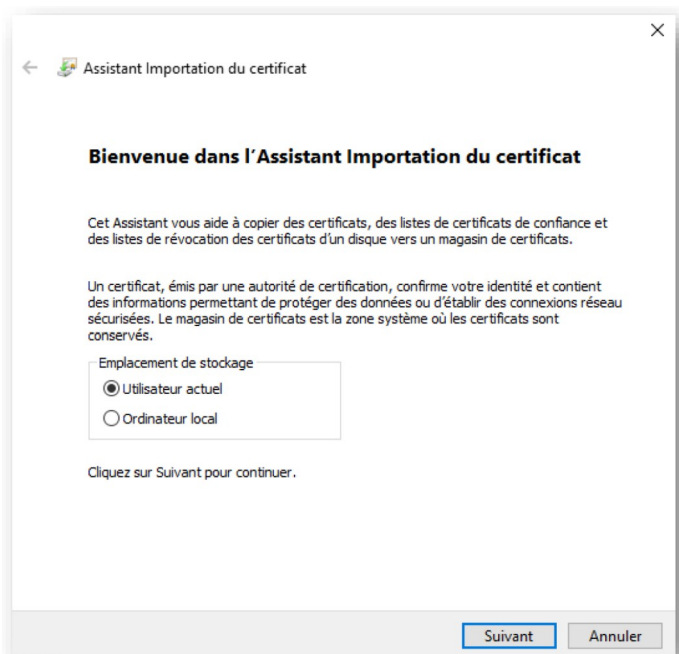 Assistant Importation du certificat
Bienvenue dans l'Assistant Importation du certificat
Cet Assistant vous aide à copier des certificats, des listes de certificats de confiance et
des listes de révocation des certificats d'un disque vers un magasin de certificats.
Un certificat, émis par une autorité de certification, confirme votre identité et contient
des informations permettant de protéger des données ou d'établir des connexions réseau
sécurisées. Le magasin de certificats est la zone système où les certificats sont
conservés.
Emplacement de stockage
Utilisateur actuel
Ordinateur local
Cliquez sur Suivant pour continuer.
Suivant Annuler